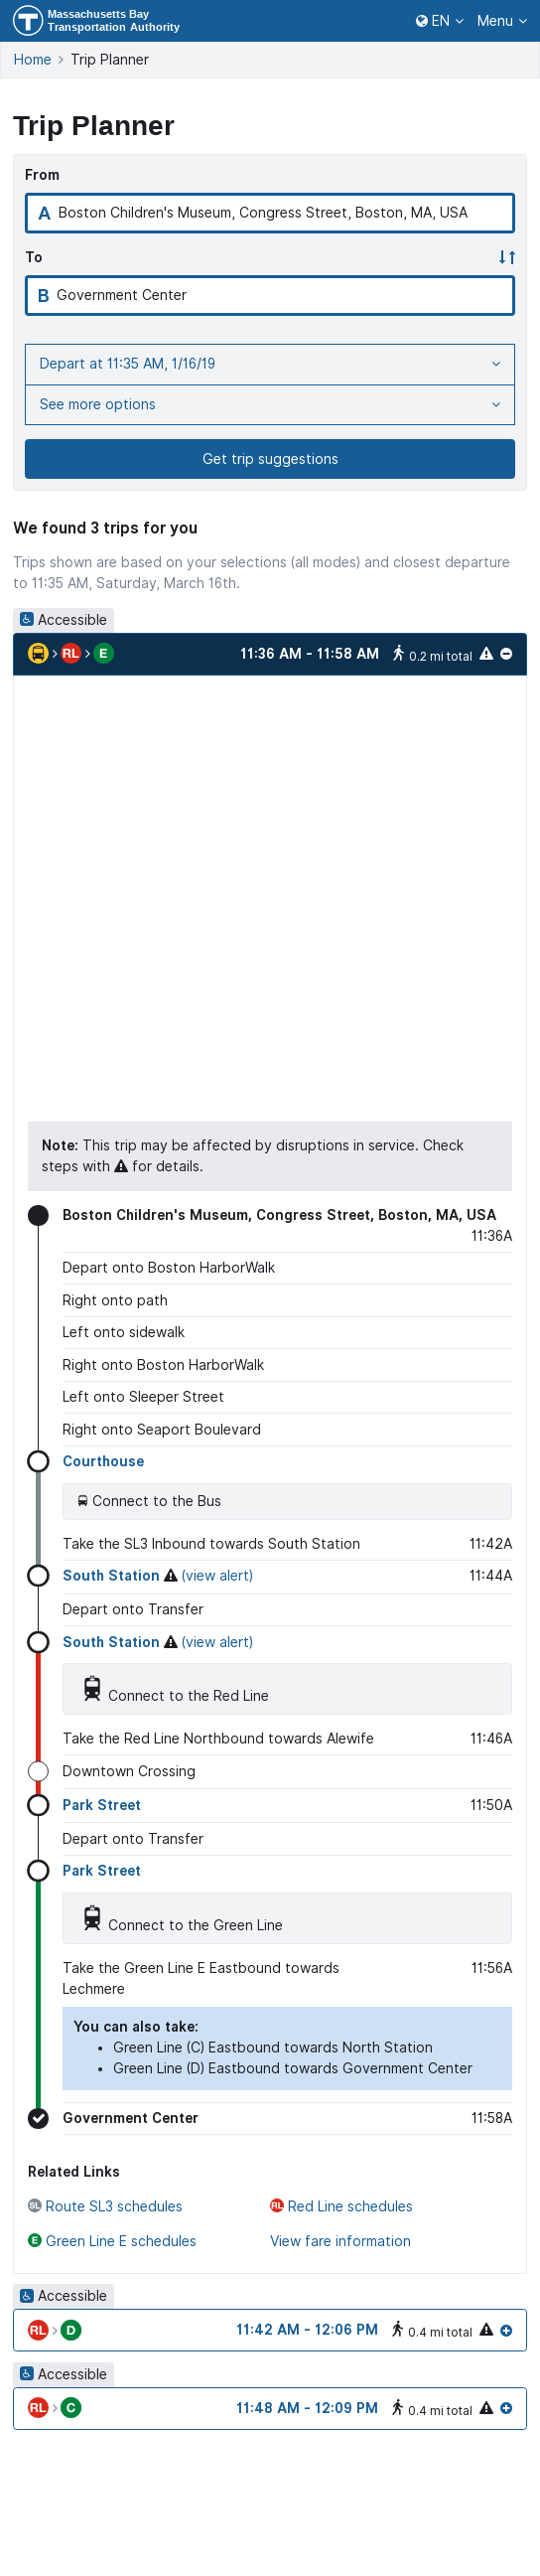 Massachusetts Bay
Transportation Authority
EN Menu
Home > Trip Planner
Trip Planner
From
A Boston Children's Museum, Congress Street, Boston, MA, USA
To
B Government Center
Depart at 11:35 AM, 1/16/19
See more options
Get trip suggestions
We found 3 trips for you
Trips shown are based on your selections (all modes) and closest departure
to 11:35 AM, Saturday, March 16th.
Accessible
RL > E 11:36 AM - 11:58 AM 0.2 mi total
Note: This trip may be affected by disruptions in service. Check
steps with for details.
Boston Children's Museum, Congress Street, Boston, MA, USA
11:36A
Depart onto Boston HarborWalk
Right onto path
Left onto sidewalk
Right onto Boston HarborWalk
Left onto Sleeper Street
Right onto Seaport Boulevard
Courthouse
Connect to the Bus
Take the SL3 Inbound towards South Station 11:42A
South Station (view alert) 11:44A
Depart onto Transfer
South Station (view alert)
Connect to the Red Line
Take the Red Line Northbound towards Alewife 11:46A
Downtown Crossing
Park Street 11:50A
Depart onto Transfer
Park Street
Connect to the Green Line
Take the Green Line E Eastbound towards 11:56A
Lechmere
You can also take:
• Green Line (C) Eastbound towards North Station
• Green Line (D) Eastbound towards Government Center
Government Center 11:58A
Related Links
SL Route SL3 schedules RL Red Line schedules
E Green Line E schedules View fare information
Accessible
RL > D 11:42 AM - 12:06 PM 0.4 mi total
Accessible
RL > C 11:48 AM - 12:09 PM 0.4 mi total